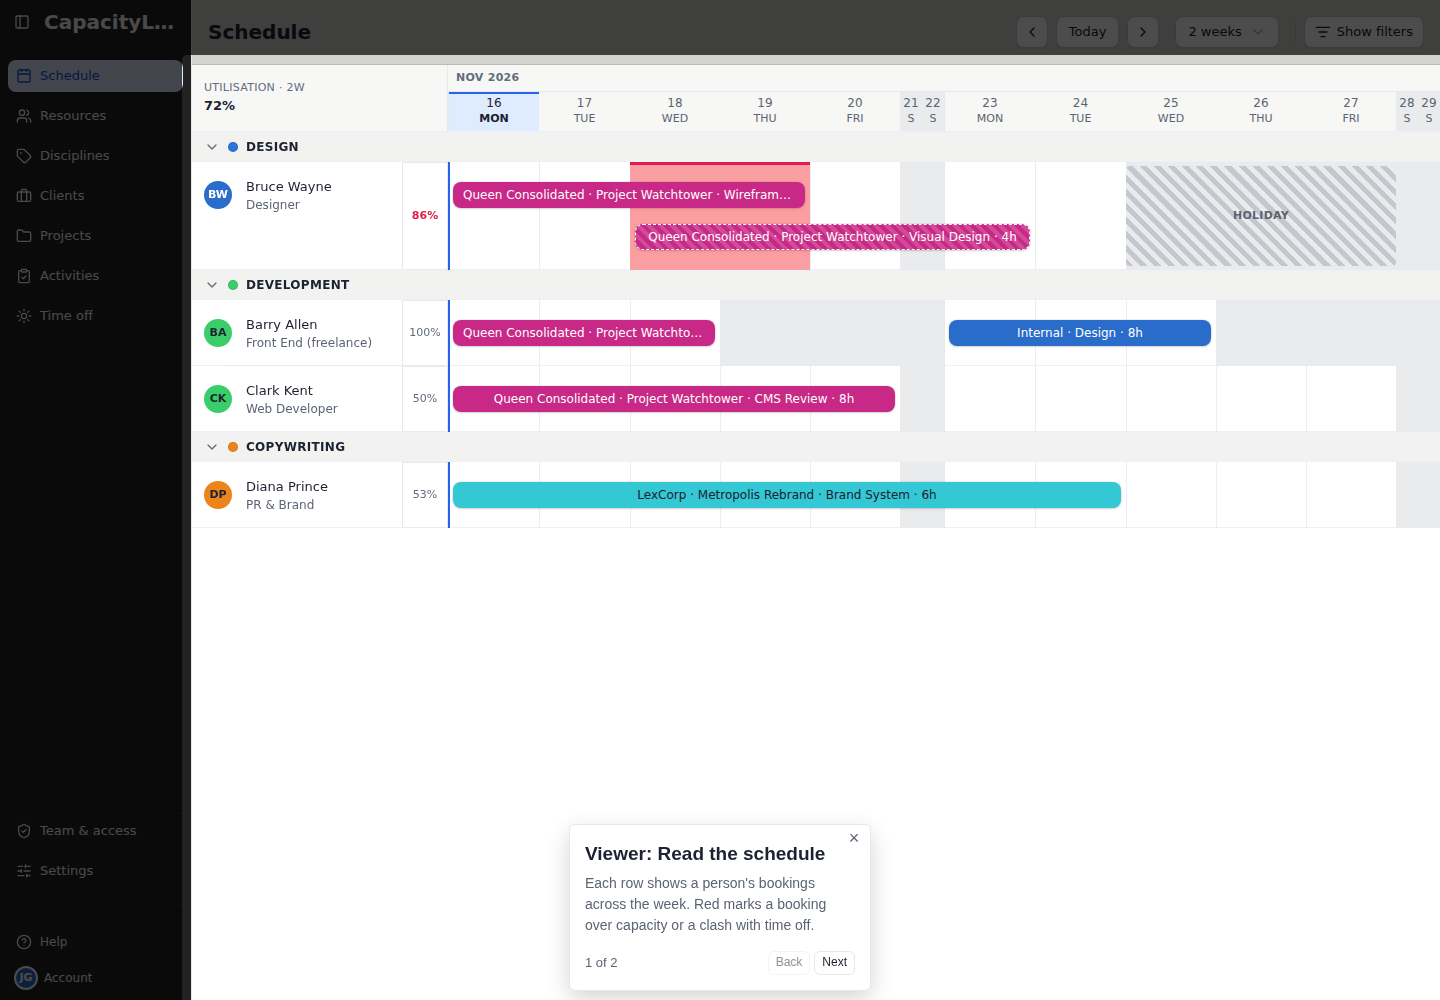 CapacityL…
Schedule
Resources
Disciplines
Clients
Projects
Activities
Time off
Team & access
Settings
Help
JG Account
Schedule
Today
2 weeks
Show filters
UTILISATION · 2W
72%
NOV 2026
16 17 18 19 20 21 22 23 24 25 26 27 28 29
MON TUE WED THU FRI S S MON TUE WED THU FRI S S
DESIGN
BW Bruce Wayne
Designer
86%
Queen Consolidated · Project Watchtower · Wirefram…
Queen Consolidated · Project Watchtower · Visual Design · 4h
HOLIDAY
DEVELOPMENT
BA Barry Allen
Front End (freelance)
100%
Queen Consolidated · Project Watchto…
Internal · Design · 8h
CK Clark Kent
Web Developer
50%
Queen Consolidated · Project Watchtower · CMS Review · 8h
COPYWRITING
DP Diana Prince
PR & Brand
53%
LexCorp · Metropolis Rebrand · Brand System · 6h
Viewer: Read the schedule
×
Each row shows a person's bookings
across the week. Red marks a booking
over capacity or a clash with time off.
1 of 2
Back
Next